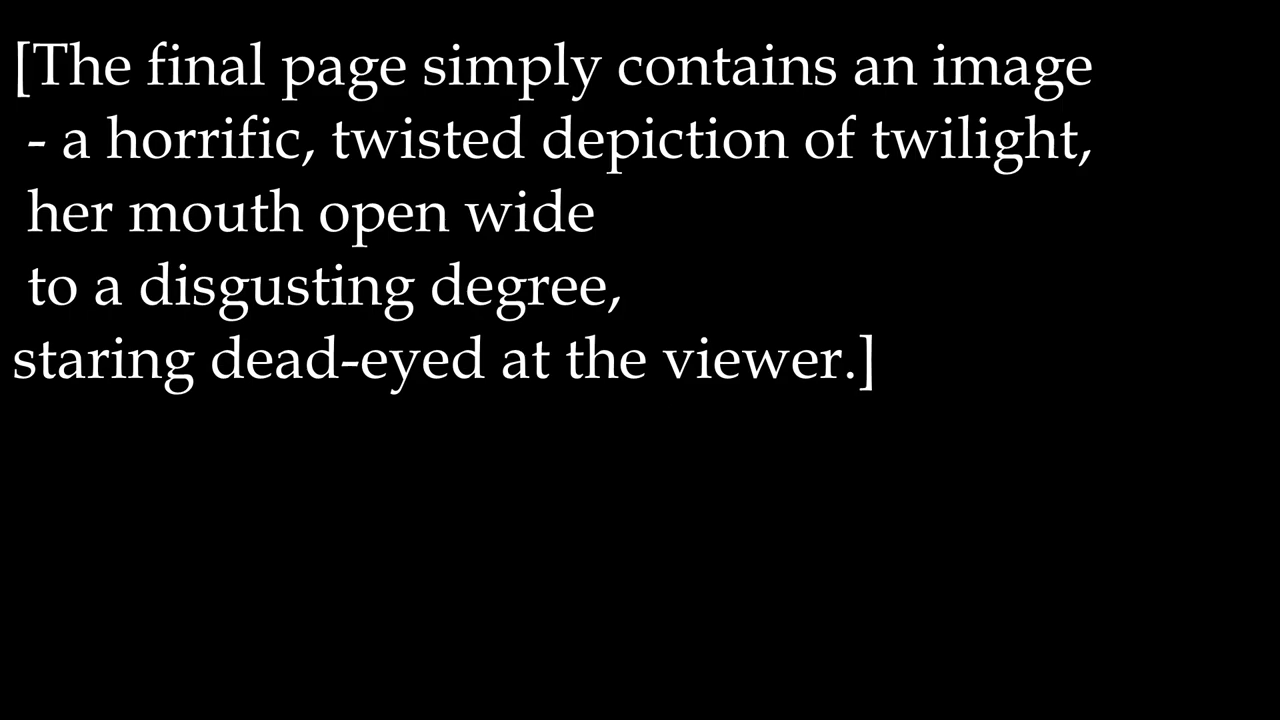 [The final page simply contains an image
- a horrific, twisted depiction of twilight,
her mouth open wide
to a disgusting degree,
staring dead-eyed at the viewer.]